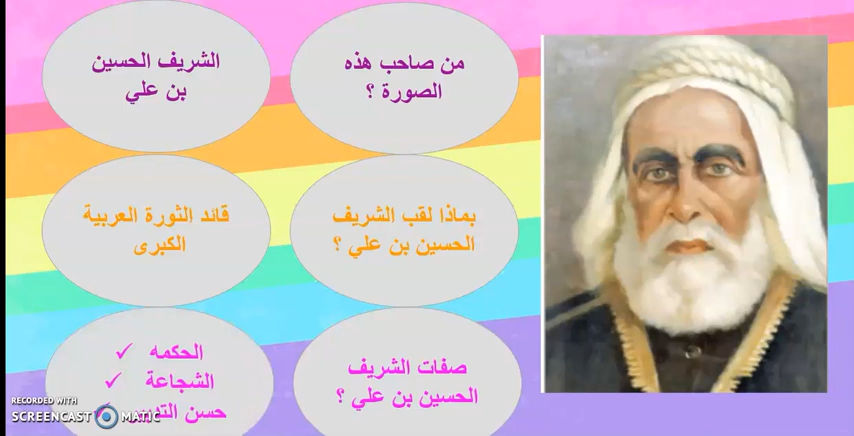 من صاحب هذه
الصورة ؟
الشريف الحسين
بن علي
بماذا لقب الشريف
الحسين بن علي ؟
قائد الثورة العربية
الكبرى
صفات الشريف
الحسين بن علي ؟
✓ الحكمه
✓ الشجاعة
حسن
RECORDED WITH
SCREENCAST MATIC